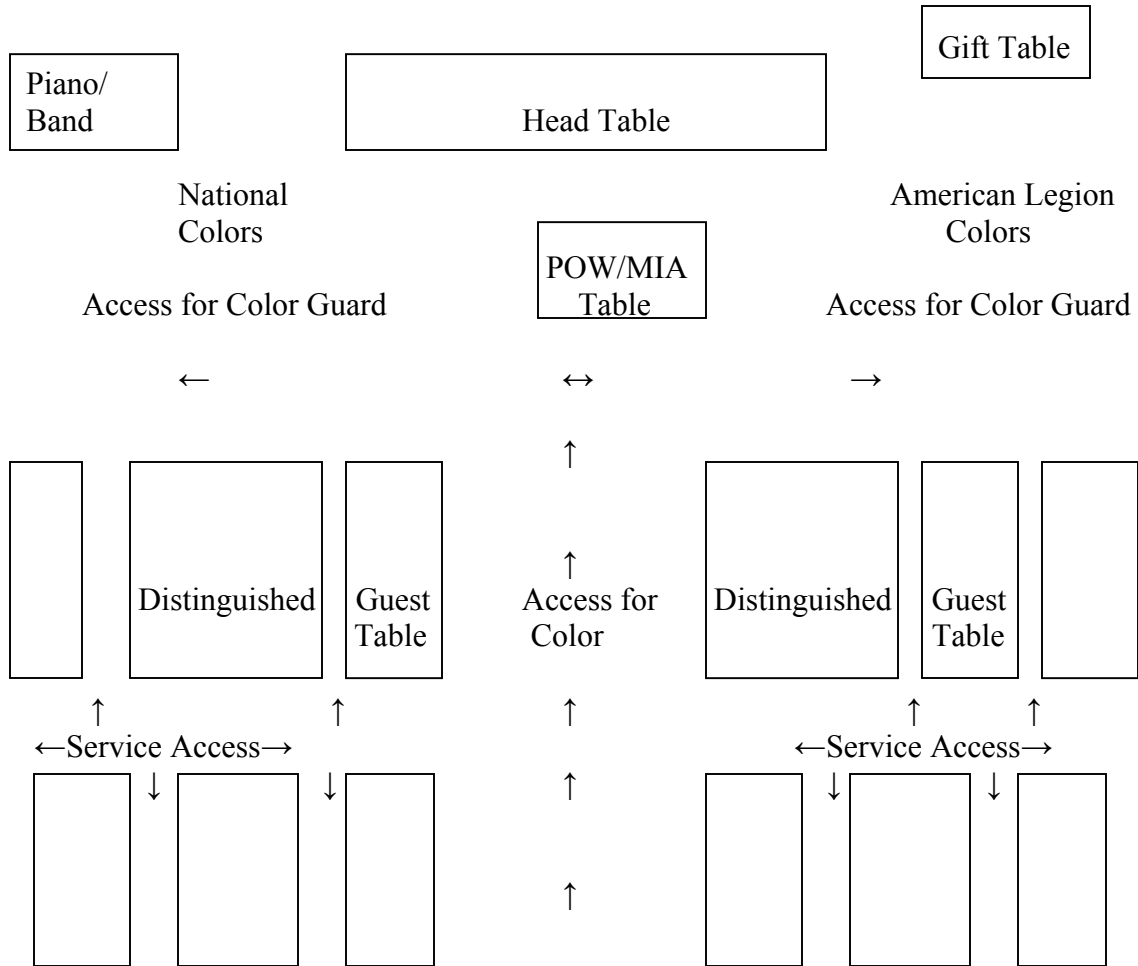 Gift Table
Piano/
Band
Head Table
National
Colors
American Legion
Colors
POW/MIA
Table
Access for Color Guard
Access for Color Guard
← ↔ →
↑
↑
Distinguished
Guest
Table
Access for
Color
Distinguished
Guest
Table
↑ ↑ ↑ ↑ ↑
←Service Access→
←Service Access→
↓ ↓ ↑ ↓ ↓
↑